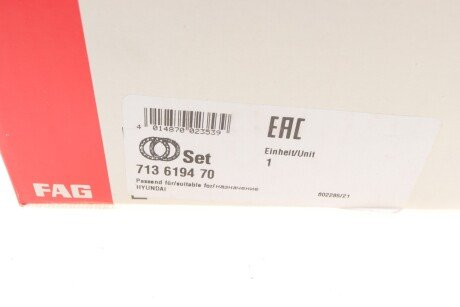 4 014870 023539
EAC
Set
Einheit/Unit
1
713 6194 70
Passend für/suitable for/назначение
HYUNDAI
FAG